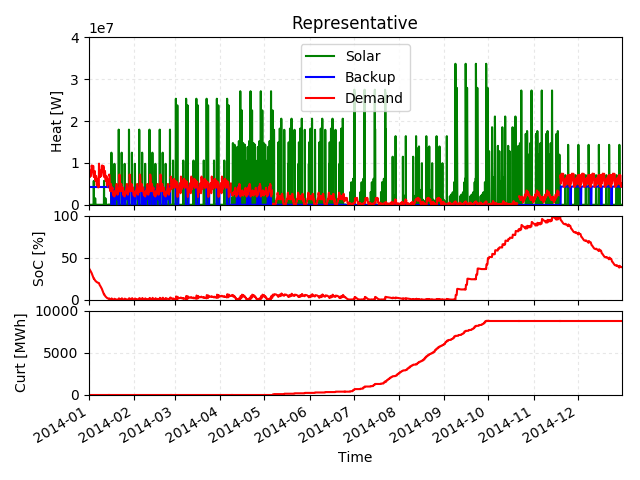 Representative
1e7
4
3
2
1
0
Heat [W]
Solar
Backup
Demand
100
50
0
SoC [%]
10000
5000
0
Curt [MWh]
2014-01
2014-02
2014-03
2014-04
2014-05
2014-06
2014-07
2014-08
2014-09
2014-10
2014-11
2014-12
Time